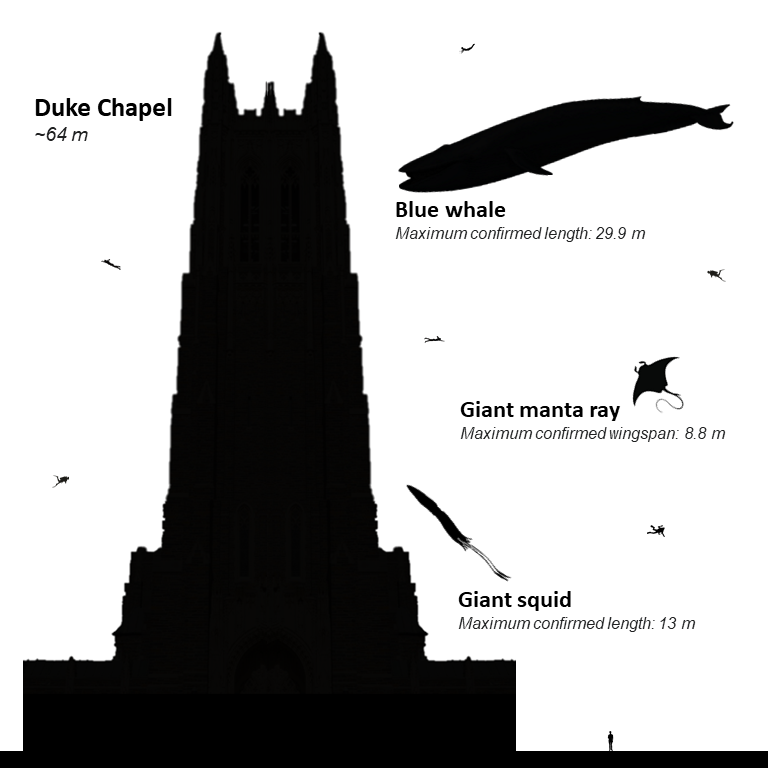 Duke Chapel
~64 m
Blue whale
Maximum confirmed length: 29.9 m
Giant manta ray
Maximum confirmed wingspan: 8.8 m
Giant squid
Maximum confirmed length: 13 m